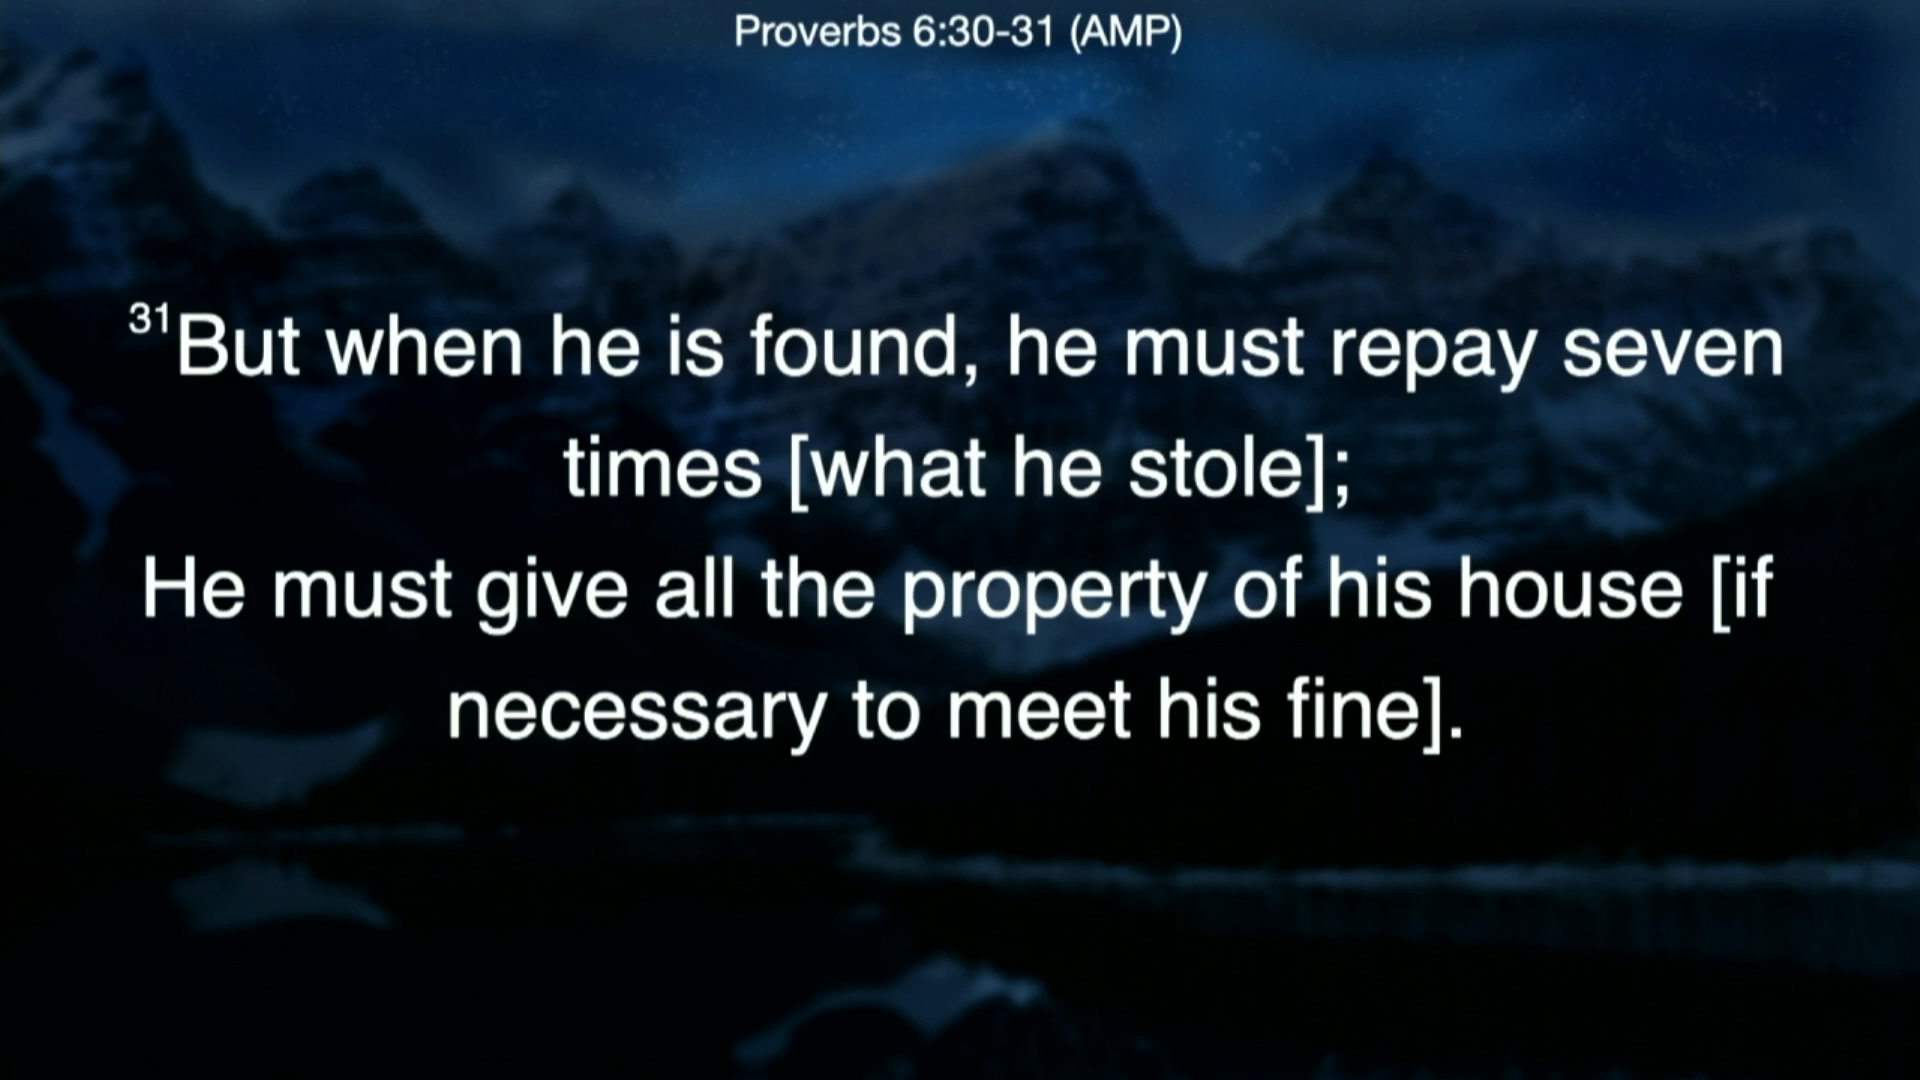 Proverbs 6:30-31 (AMP)
31But when he is found, he must repay seven
times [what he stole];
He must give all the property of his house [if
necessary to meet his fine].